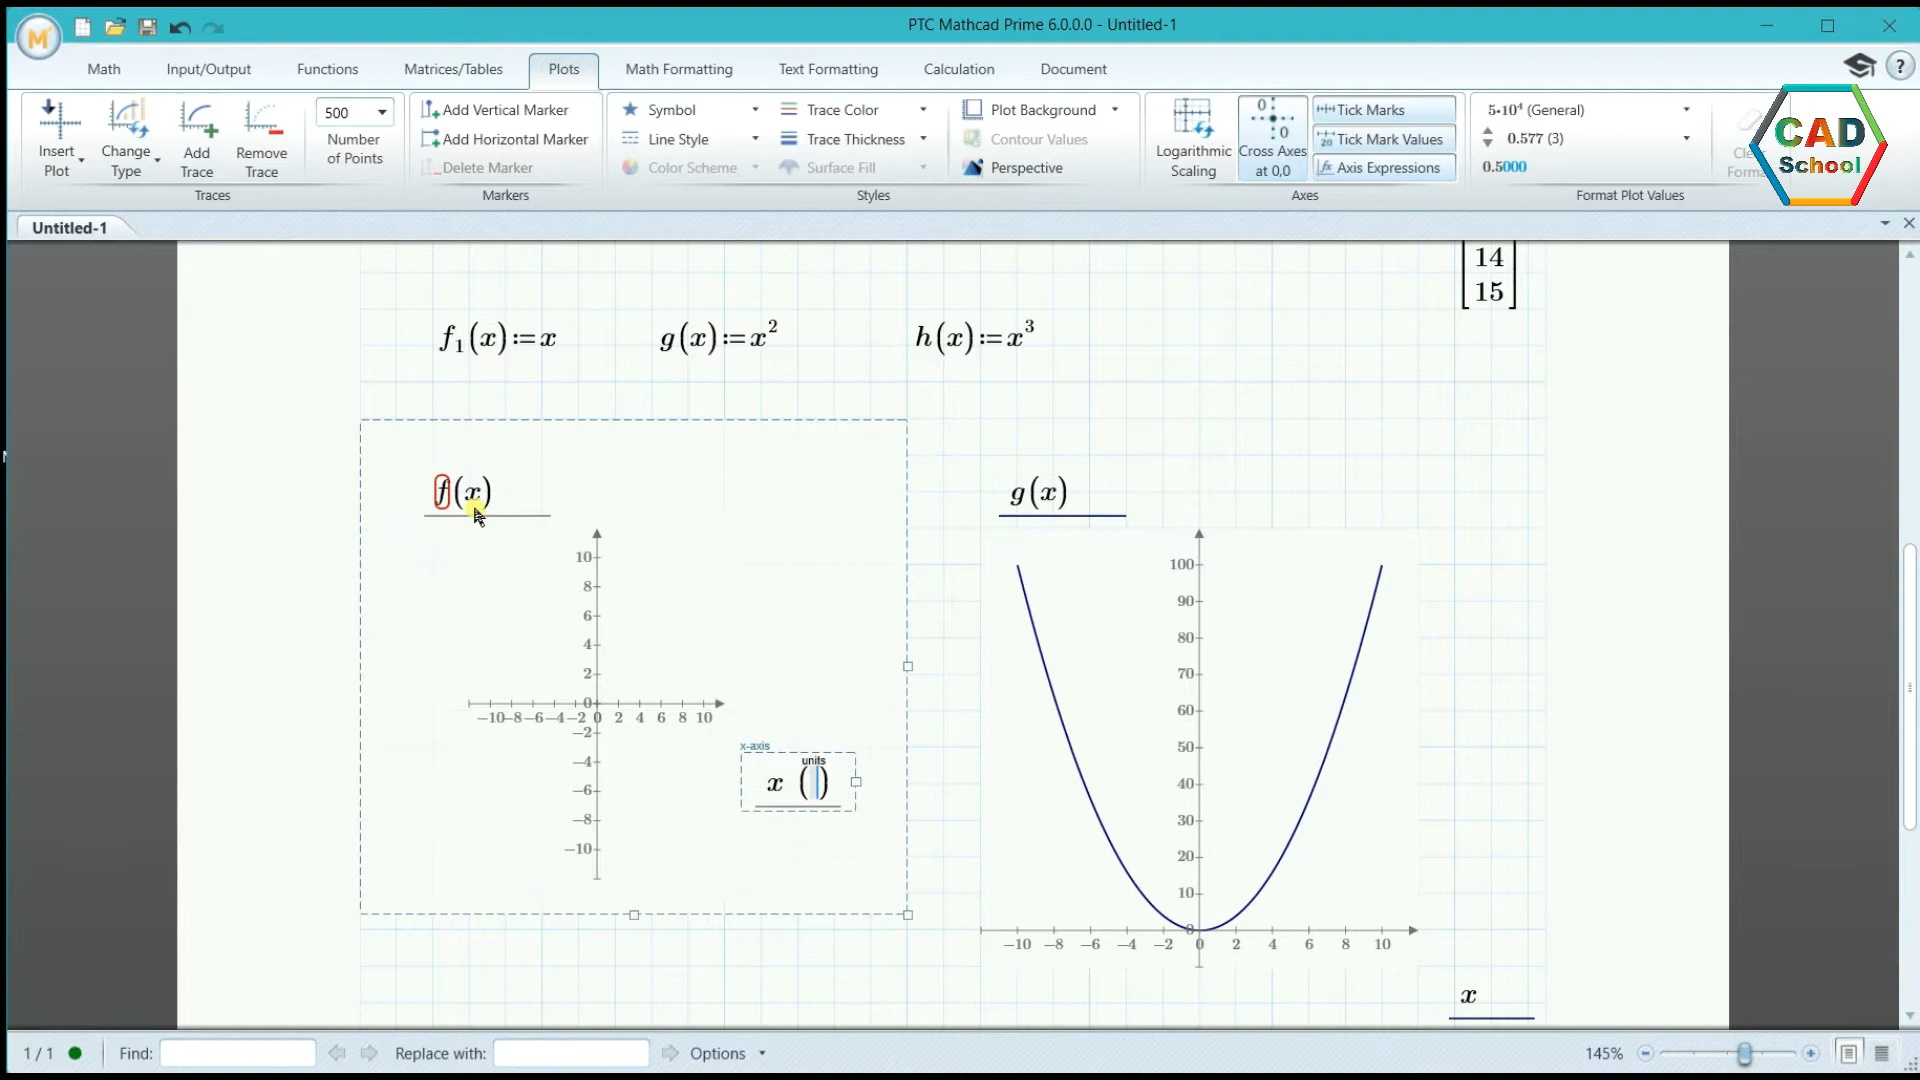 PTC Mathcad Prime 6.0.0.0 - Untitled-1
Math Input/Output Functions Matrices/Tables Plots Math Formatting Text Formatting Calculation Document
Insert Plot
Change Type
Add Trace
Remove Trace
500
Number of Points
Traces
Add Vertical Marker
Add Horizontal Marker
Delete Marker
Markers
Symbol
Line Style
Color Scheme
Trace Color
Trace Thickness
Surface Fill
Plot Background
Contour Values
Perspective
Styles
Logarithmic Scaling
Cross Axes at 0,0
Tick Marks
Tick Mark Values
Axis Expressions
Axes
5•10⁴ (General)
0.577 (3)
0.5000
Format Plot Values
CAD
School
Untitled-1
14
15
f₁(x):=x g(x):=x² h(x):=x³
f(x)
10
8
6
4
2
0
−10 −8 −6 −4 −2 0 2 4 6 8 10
−2
−4
−6
−8
−10
x-axis
units
x ( )
g(x)
100
90
80
70
60
50
40
30
20
10
0
−10 −8 −6 −4 −2 0 2 4 6 8 10
x
1 / 1 Find: Replace with: Options 145%